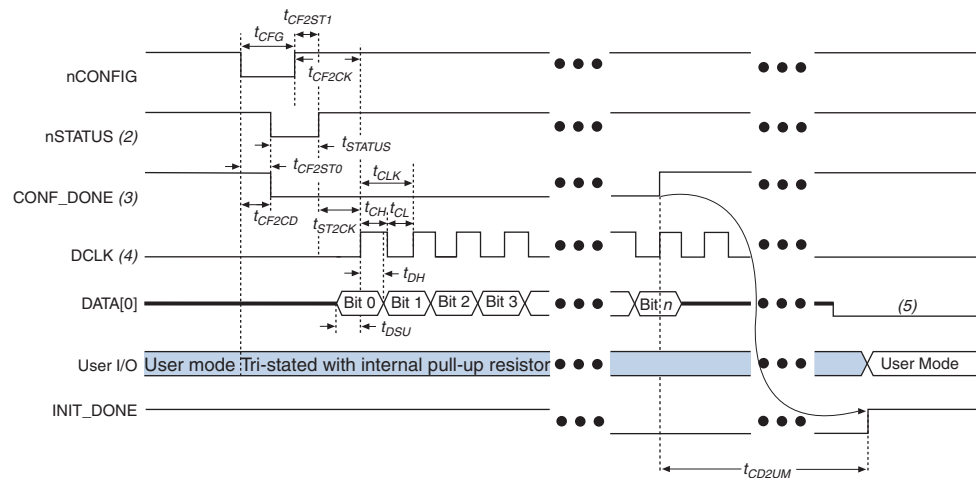 tCF2ST1
tCFG
nCONFIG
tCF2CK
nSTATUS (2)
tSTATUS
tCF2ST0
tCLK
CONF_DONE (3)
tCH tCL
tCF2CD
tST2CK
DCLK (4)
tDH
DATA[0] Bit 0 Bit 1 Bit 2 Bit 3 Bit n (5)
tDSU
User I/O User mode Tri-stated with internal pull-up resistor User Mode
INIT_DONE
tCD2UM